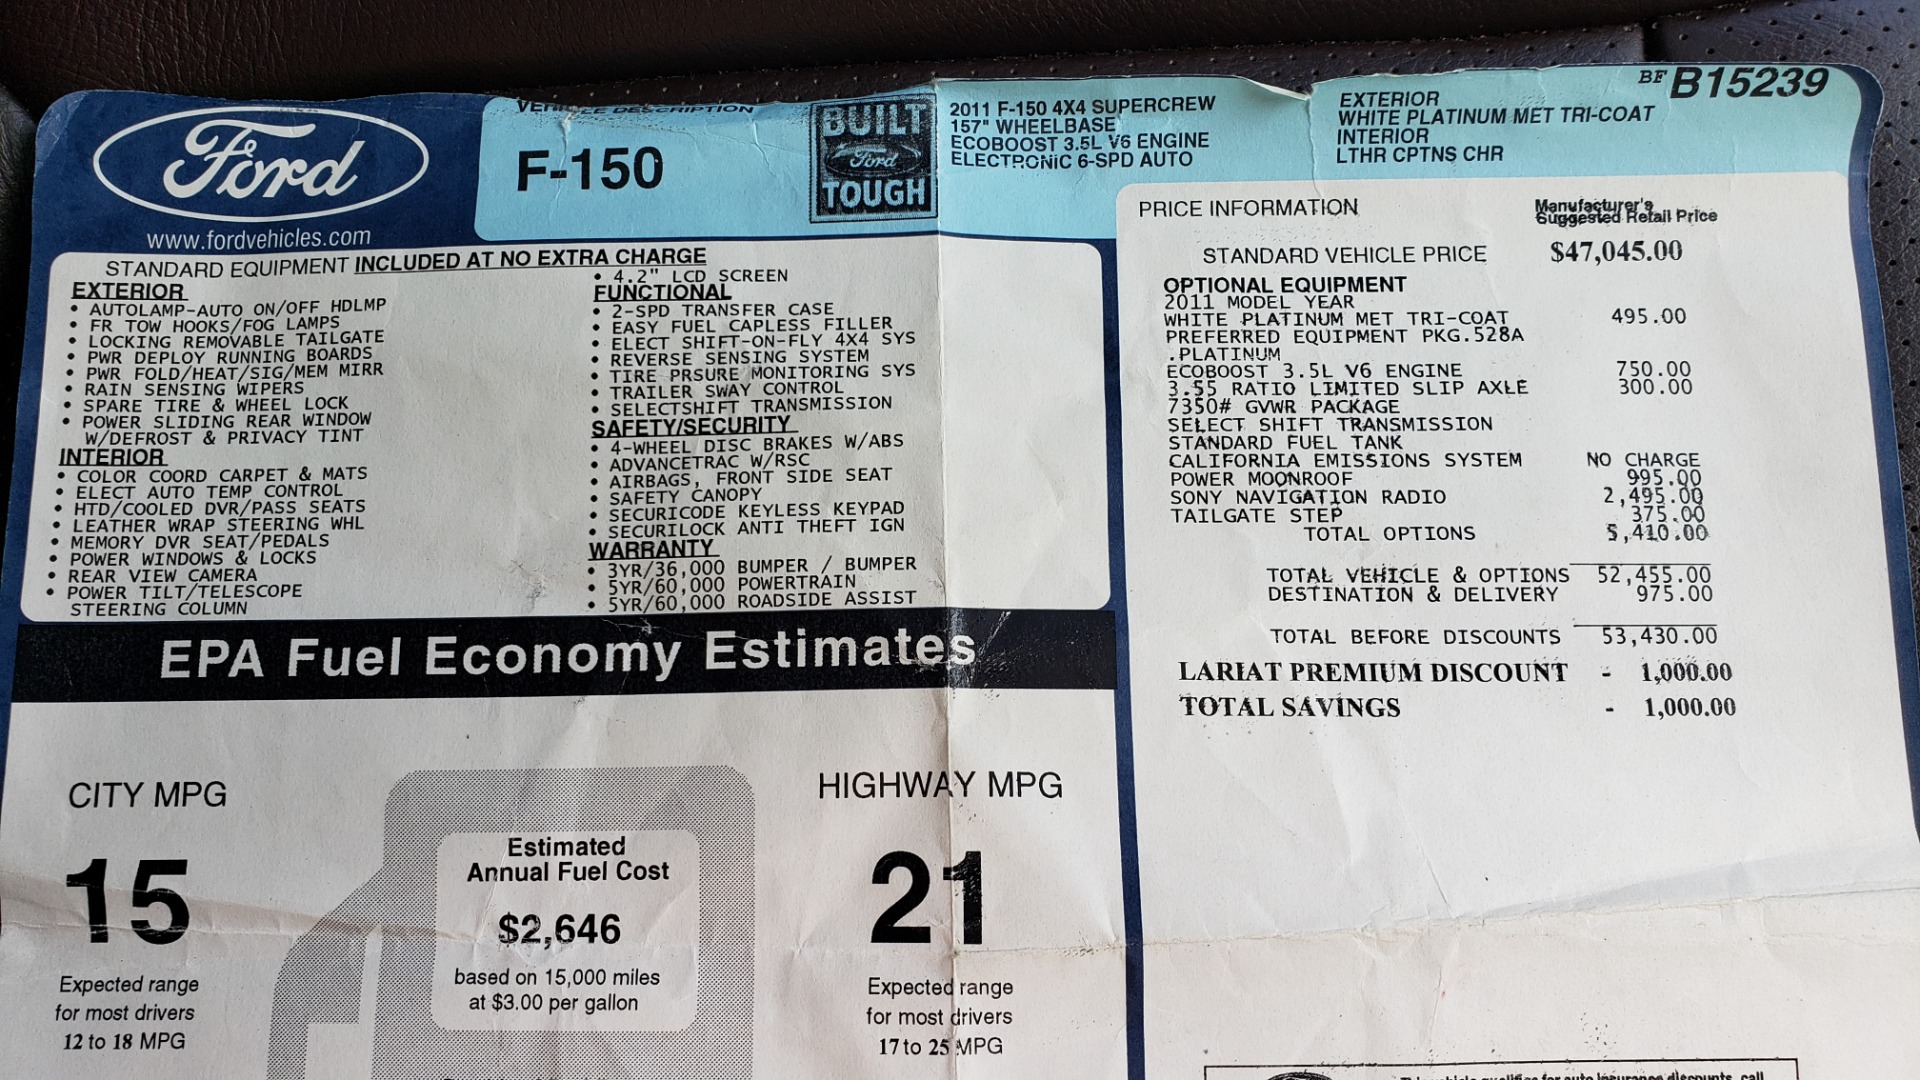 Ford
www.fordvehicles.com
VEHICLE DESCRIPTION
F-150
BUILT
Ford
TOUGH
2011 F-150 4X4 SUPERCREW
157" WHEELBASE
ECOBOOST 3.5L V6 ENGINE
ELECTRONIC 6-SPD AUTO
EXTERIOR
WHITE PLATINUM MET TRI-COAT
INTERIOR
LTHR CPTNS CHR
BF B15239
STANDARD EQUIPMENT INCLUDED AT NO EXTRA CHARGE
EXTERIOR
• AUTOLAMP-AUTO ON/OFF HDLMP
• FR TOW HOOKS/FOG LAMPS
• LOCKING REMOVABLE TAILGATE
• PWR DEPLOY RUNNING BOARDS
• PWR FOLD/HEAT/SIG/MEM MIRR
• RAIN SENSING WIPERS
• SPARE TIRE & WHEEL LOCK
• POWER SLIDING REAR WINDOW
W/DEFROST & PRIVACY TINT
INTERIOR
• COLOR COORD CARPET & MATS
• ELECT AUTO TEMP CONTROL
• HTD/COOLED DVR/PASS SEATS
• LEATHER WRAP STEERING WHL
• MEMORY DVR SEAT/PEDALS
• POWER WINDOWS & LOCKS
• REAR VIEW CAMERA
• POWER TILT/TELESCOPE
STEERING COLUMN
• 4.2" LCD SCREEN
FUNCTIONAL
• 2-SPD TRANSFER CASE
• EASY FUEL CAPLESS FILLER
• ELECT SHIFT-ON-FLY 4X4 SYS
• REVERSE SENSING SYSTEM
• TIRE PRSURE MONITORING SYS
• TRAILER SWAY CONTROL
• SELECTSHIFT TRANSMISSION
SAFETY/SECURITY
• 4-WHEEL DISC BRAKES W/ABS
• ADVANCETRAC W/RSC
• AIRBAGS, FRONT SIDE SEAT
• SAFETY CANOPY
• SECURICODE KEYLESS KEYPAD
• SECURILOCK ANTI THEFT IGN
WARRANTY
• 3YR/36,000 BUMPER / BUMPER
• 5YR/60,000 POWERTRAIN
• 5YR/60,000 ROADSIDE ASSIST
PRICE INFORMATION
Manufacturer's
Suggested Retail Price
STANDARD VEHICLE PRICE $47,045.00
OPTIONAL EQUIPMENT
2011 MODEL YEAR
WHITE PLATINUM MET TRI-COAT 495.00
PREFERRED EQUIPMENT PKG.528A
.PLATINUM
ECOBOOST 3.5L V6 ENGINE 750.00
3.55 RATIO LIMITED SLIP AXLE 300.00
7350# GVWR PACKAGE
SELECT SHIFT TRANSMISSION
STANDARD FUEL TANK
CALIFORNIA EMISSIONS SYSTEM NO CHARGE
POWER MOONROOF 995.00
SONY NAVIGATION RADIO 2,495.00
TAILGATE STEP 375.00
TOTAL OPTIONS 5,410.00
TOTAL VEHICLE & OPTIONS 52,455.00
DESTINATION & DELIVERY 975.00
TOTAL BEFORE DISCOUNTS 53,430.00
LARIAT PREMIUM DISCOUNT - 1,000.00
TOTAL SAVINGS - 1,000.00
EPA Fuel Economy Estimates
CITY MPG
15
Expected range
for most drivers
12 to 18 MPG
Estimated
Annual Fuel Cost
$2,646
based on 15,000 miles
at $3.00 per gallon
HIGHWAY MPG
21
Expected range
for most drivers
17 to 25 MPG
vehicle qualifies for auto insurance discounts, call